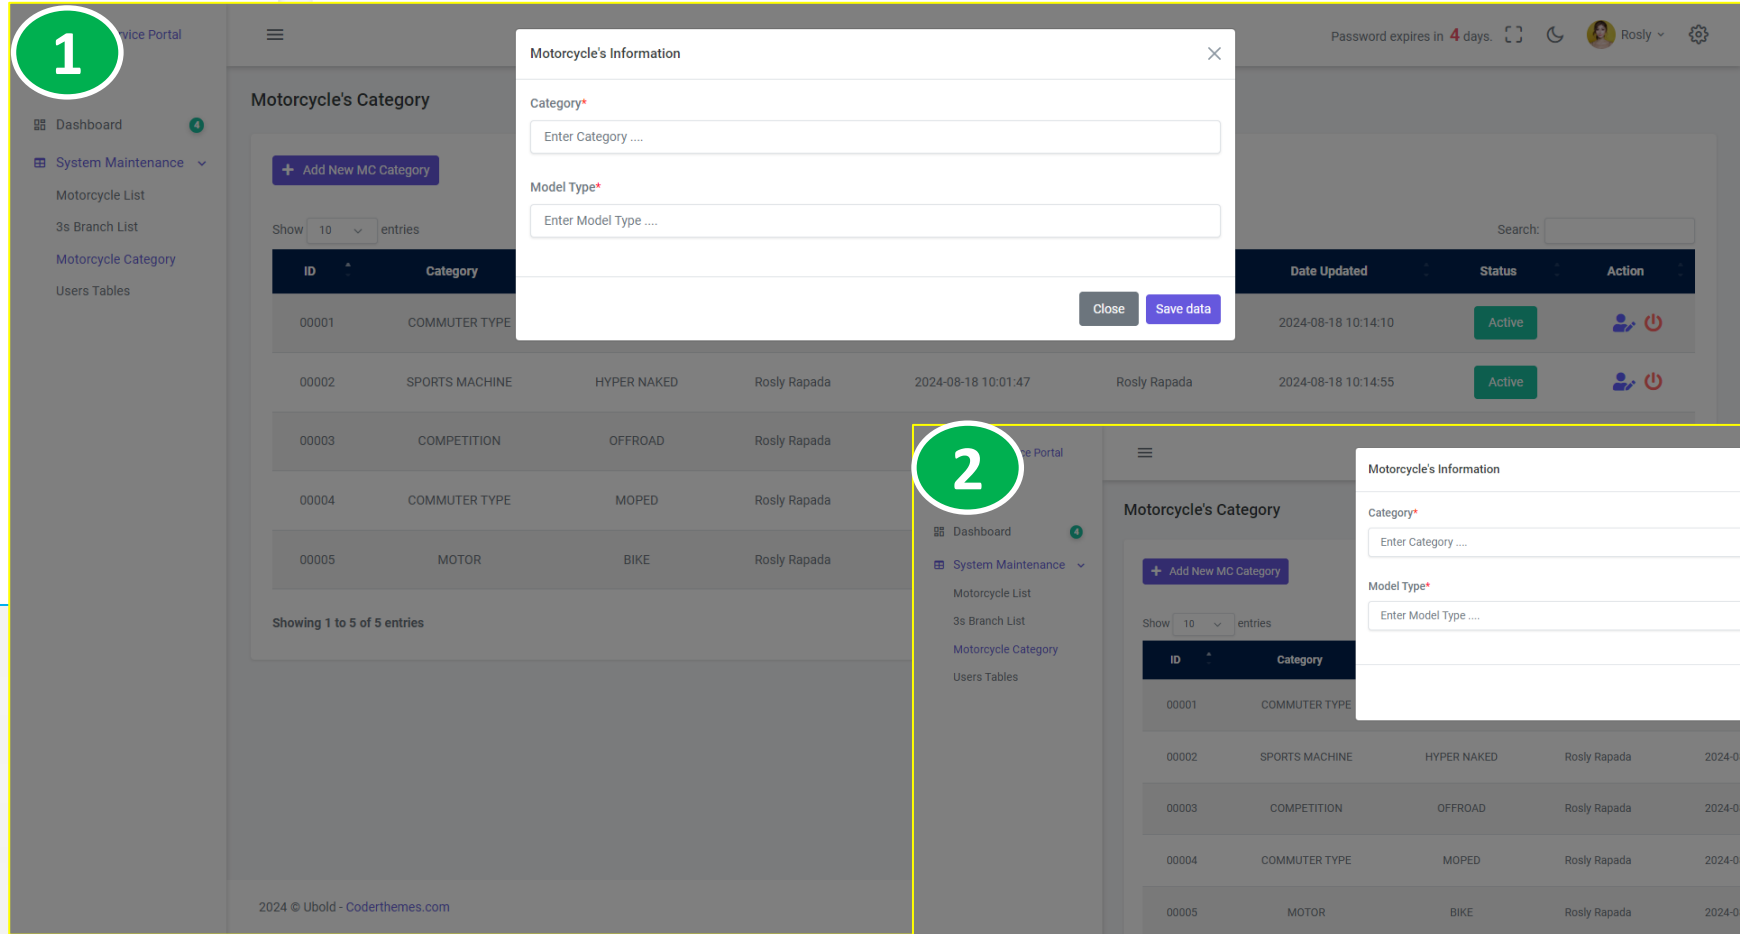 1
vice Portal
Password expires in 4 days.
Rosly
Motorcycle's Information
Motorcycle's Category
Category*
Enter Category ....
Dashboard
4
System Maintenance
Add New MC Category
Model Type*
Motorcycle List
Enter Model Type ....
3s Branch List
Show 10 entries
Search:
Motorcycle Category
ID Category Date Updated Status Action
Users Tables
Close Save data
00001 COMMUTER TYPE 2024-08-18 10:14:10 Active
00002 SPORTS MACHINE HYPER NAKED Rosly Rapada 2024-08-18 10:01:47 Rosly Rapada 2024-08-18 10:14:55 Active
00003 COMPETITION OFFROAD Rosly Rapada
00004 COMMUTER TYPE MOPED Rosly Rapada
00005 MOTOR BIKE Rosly Rapada
Showing 1 to 5 of 5 entries
2024 © Ubold - Coderthemes.com
2
ce Portal
Motorcycle's Information
Motorcycle's Category
Category*
Enter Category ....
Dashboard
4
System Maintenance
Add New MC Category
Model Type*
Motorcycle List
Enter Model Type ....
3s Branch List
Show 10 entries
Motorcycle Category
ID Category
Users Tables
00001 COMMUTER TYPE
00002 SPORTS MACHINE HYPER NAKED Rosly Rapada 2024-0
00003 COMPETITION OFFROAD Rosly Rapada 2024-0
00004 COMMUTER TYPE MOPED Rosly Rapada 2024-0
00005 MOTOR BIKE Rosly Rapada 2024-0